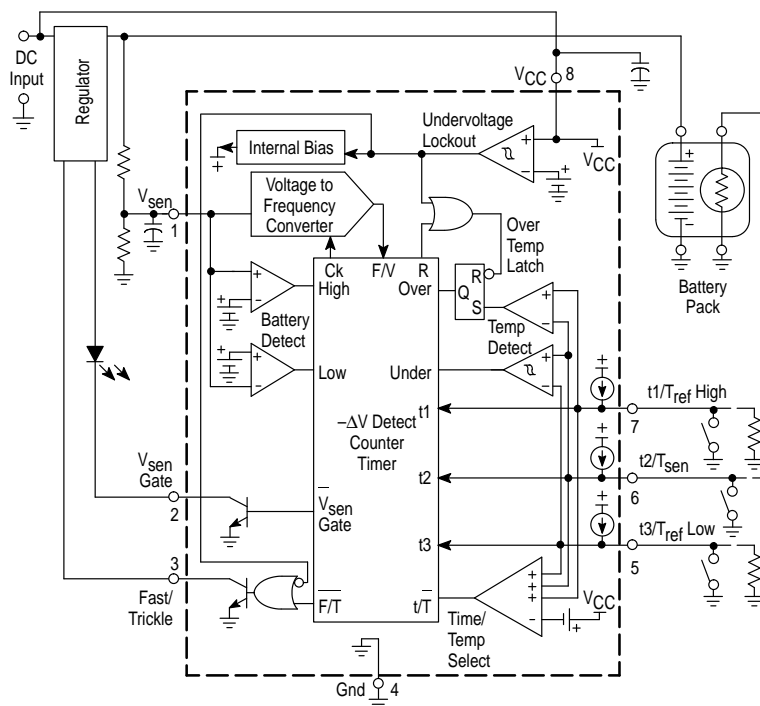 DC
Input
Regulator
VCC
8
Undervoltage
Lockout
VCC
Internal Bias
Voltage to
Frequency
Converter
Vsen
1
Over
Temp
Latch
Battery
Pack
Ck
F/V
R
High
Over
R
Q
S
Battery
Detect
Temp
Detect
Low
Under
t1
t1/Tref High
7
–ΔV Detect
Counter
Timer
t2
t2/Tsen
6
Vsen
Gate
2
Vsen
Gate
t3
t3/Tref Low
5
3
Fast/
Trickle
F/T
t/T
Time/
Temp
Select
VCC
Gnd
4
+
–
+
–
+
–
+
–
+
–
+
+
+
–